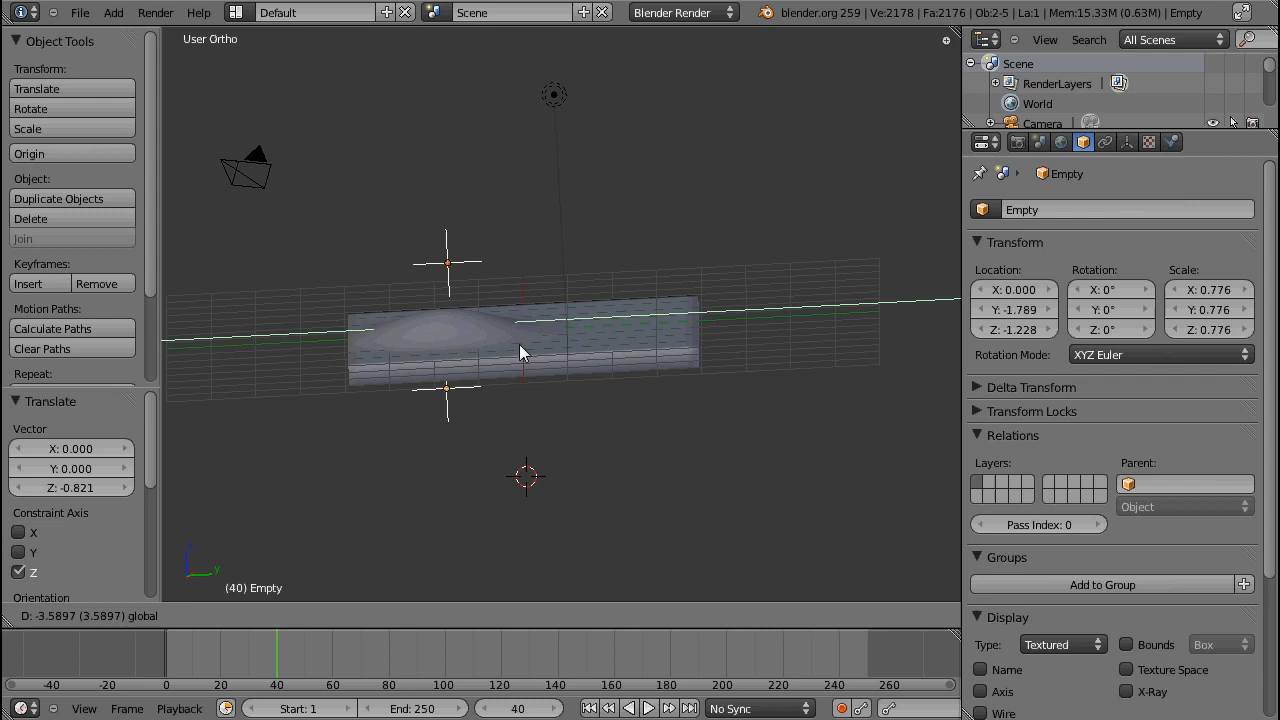 File Add Render Help Default Scene Blender Render blender.org 259 | Ve:2178 | Fa:2176 | Ob:2-5 | La:1 | Mem:15.33M (0.63M) | Empty
Object Tools
Transform:
Translate
Rotate
Scale
Origin
Object:
Duplicate Objects
Delete
Join
Keyframes:
Insert Remove
Motion Paths:
Calculate Paths
Clear Paths
Repeat:
Translate
Vector
X: 0.000
Y: 0.000
Z: -0.821
Constraint Axis
X
Y
Z
Orientation
User Ortho
z
y
(40) Empty
D: -3.5897 (3.5897) global
View Search All Scenes
Scene
RenderLayers
World
Camera
Empty
Empty
Transform
Location: Rotation: Scale:
X: 0.000 X: 0° X: 0.776
Y: -1.789 Y: 0° Y: 0.776
Z: -1.228 Z: 0° Z: 0.776
Rotation Mode: XYZ Euler
Delta Transform
Transform Locks
Relations
Layers: Parent:
Object
Pass Index: 0
Groups
Add to Group
Display
Type: Textured Bounds Box
Name Texture Space
Axis X-Ray
Wire
-40 -20 0 20 40 60 80 100 120 140 160 180 200 220 240 260
View Frame Playback Start: 1 End: 250 40 No Sync